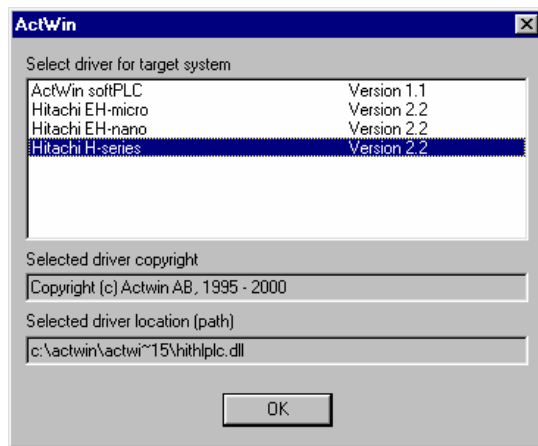 ActWin
Select driver for target system
ActWin softPLC Version 1.1
Hitachi EH-micro Version 2.2
Hitachi EH-nano Version 2.2
Hitachi H-series Version 2.2
Selected driver copyright
Copyright (c) Actwin AB, 1995 - 2000
Selected driver location (path)
c:\actwin\actwi~15\hithlplc.dll
OK